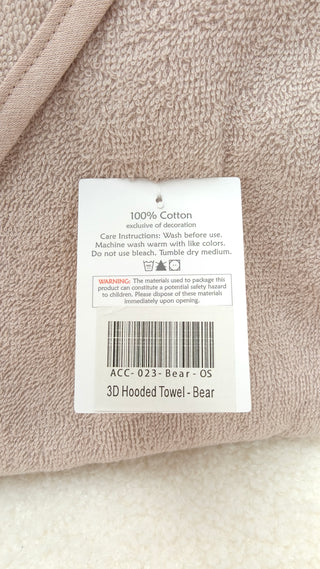 100% Cotton
exclusive of decoration
Care Instructions: Wash before use.
Machine wash warm with like colors.
Do not use bleach. Tumble dry medium.
WARNING: The materials used to package this
product can constitute a potential safety hazard
to children. Please dispose of these materials
immediately upon opening.
ACC-023-Bear-OS
3D Hooded Towel - Bear